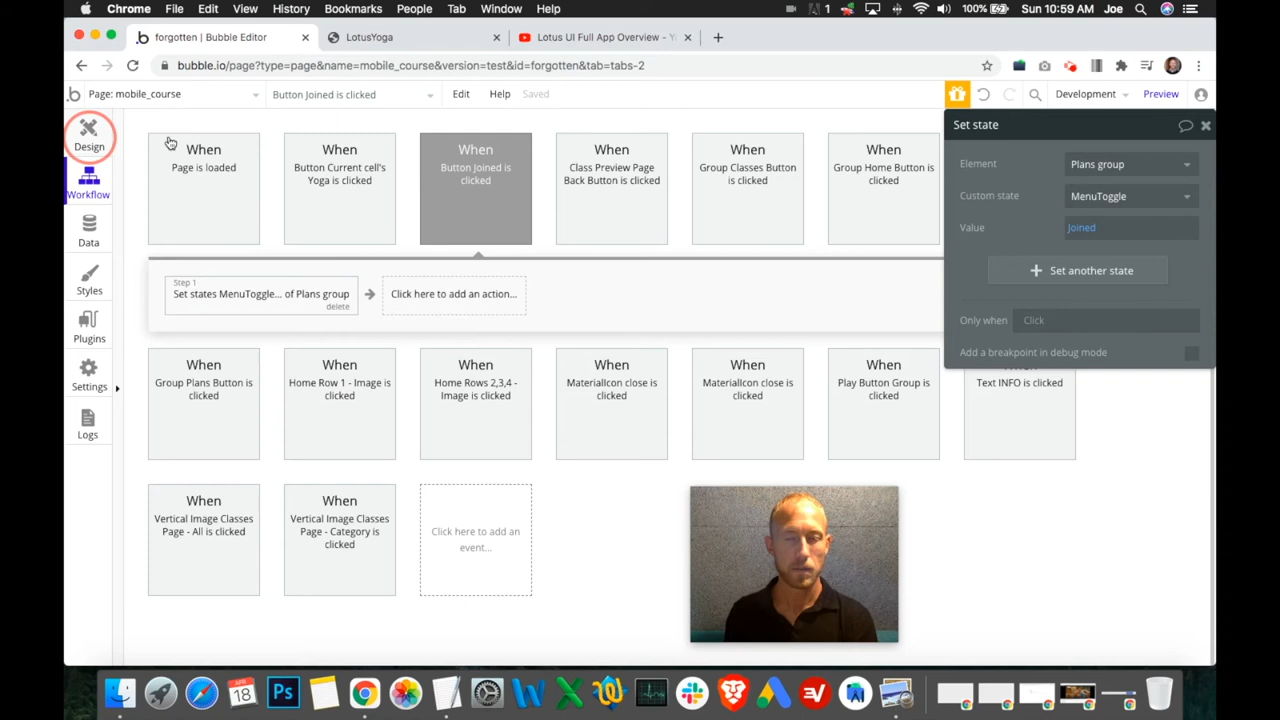 Chrome File Edit View History Bookmarks People Tab Window Help 1 100% Sun 10:59 AM Joe
forgotten | Bubble Editor LotusYoga Lotus UI Full App Overview - Y
bubble.io/page?type=page&name=mobile_course&version=test&id=forgotten&tab=tabs-2
Page: mobile_course Button Joined is clicked Edit Help Saved Development Preview
Design
Workflow
Data
Styles
Plugins
Settings
Logs
When
Page is loaded
When
Button Current cell's
Yoga is clicked
When
Button Joined is
clicked
When
Class Preview Page
Back Button is clicked
When
Group Classes Button
is clicked
When
Group Home Button is
clicked
Set state
Element Plans group
Custom state MenuToggle
Value Joined
Set another state
Only when Click
Add a breakpoint in debug mode
Step 1
Set states MenuToggle... of Plans group
delete
Click here to add an action...
When
Group Plans Button is
clicked
When
Home Row 1 - Image is
clicked
When
Home Rows 2,3,4 -
Image is clicked
When
MaterialIcon close is
clicked
When
MaterialIcon close is
clicked
When
Play Button Group is
clicked
Text INFO is clicked
When
Vertical Image Classes
Page - All is clicked
When
Vertical Image Classes
Page - Category is
clicked
Click here to add an
event...
APR
18
Ps